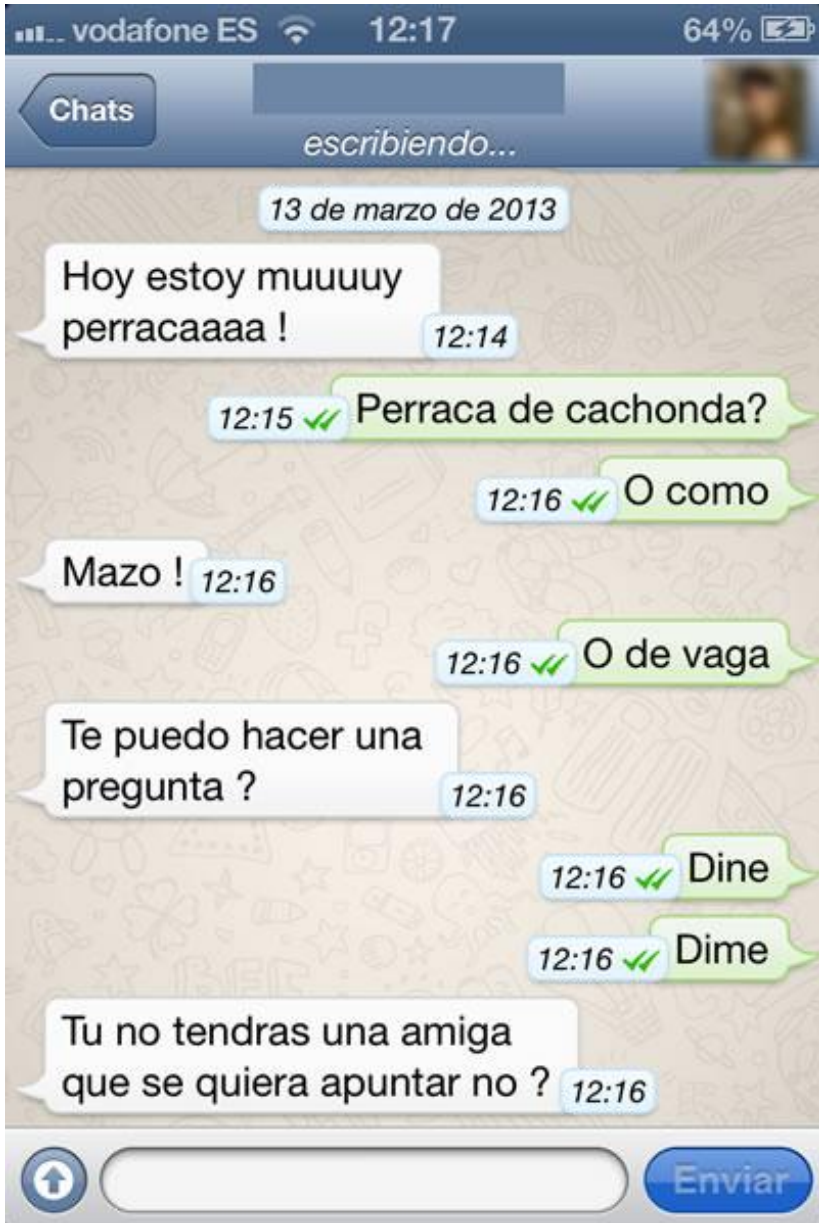 vodafone ES 12:17 64%
Chats
escribiendo...
13 de marzo de 2013
Hoy estoy muuuuy
perracaaaa ! 12:14
12:15 Perraca de cachonda?
12:16 O como
Mazo ! 12:16
12:16 O de vaga
Te puedo hacer una
pregunta ? 12:16
12:16 Dine
12:16 Dime
Tu no tendras una amiga
que se quiera apuntar no ? 12:16
Enviar